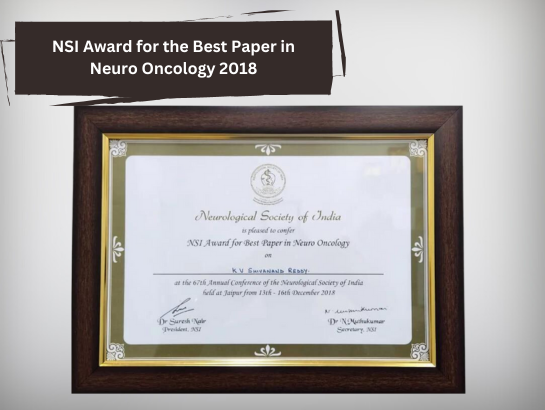 NSI Award for the Best Paper in
Neuro Oncology 2018
Neurological Society of India
is pleased to confer
NSI Award for Best Paper in Neuro Oncology
on
K V SHIVANAND REDDY.
at the 67th Annual Conference of the Neurological Society of India
held at Jaipur from 13th - 16th December 2018
Dr Suresh Nair
President, NSI
Dr N Muthukumar
Secretary, NSI